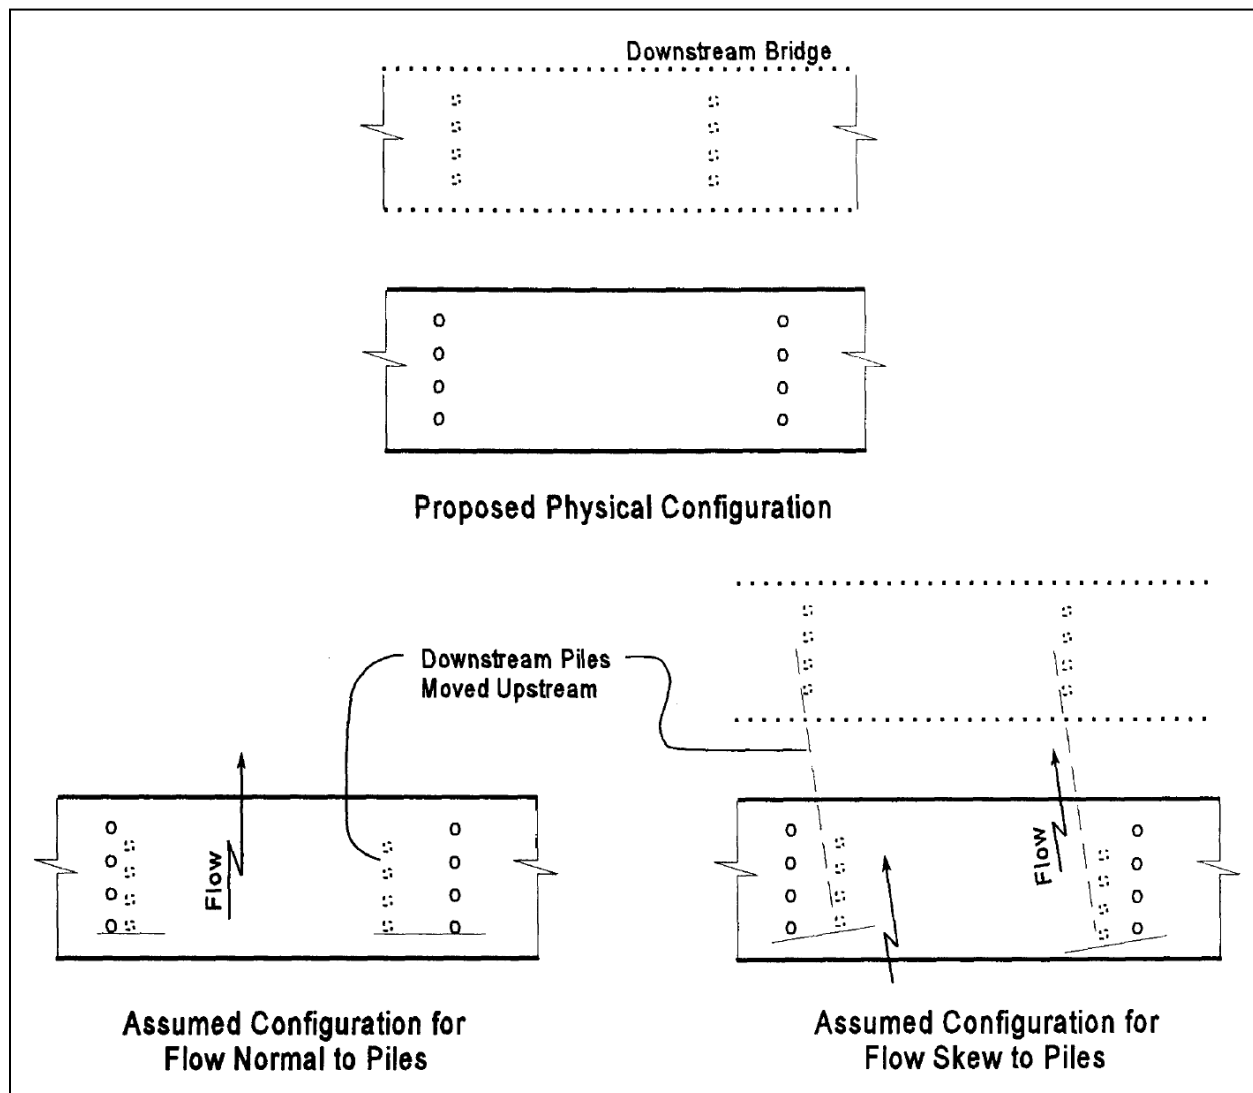 Downstream Bridge
Proposed Physical Configuration
Downstream Piles
Moved Upstream
Flow
Flow
Assumed Configuration for
Flow Normal to Piles
Assumed Configuration for
Flow Skew to Piles